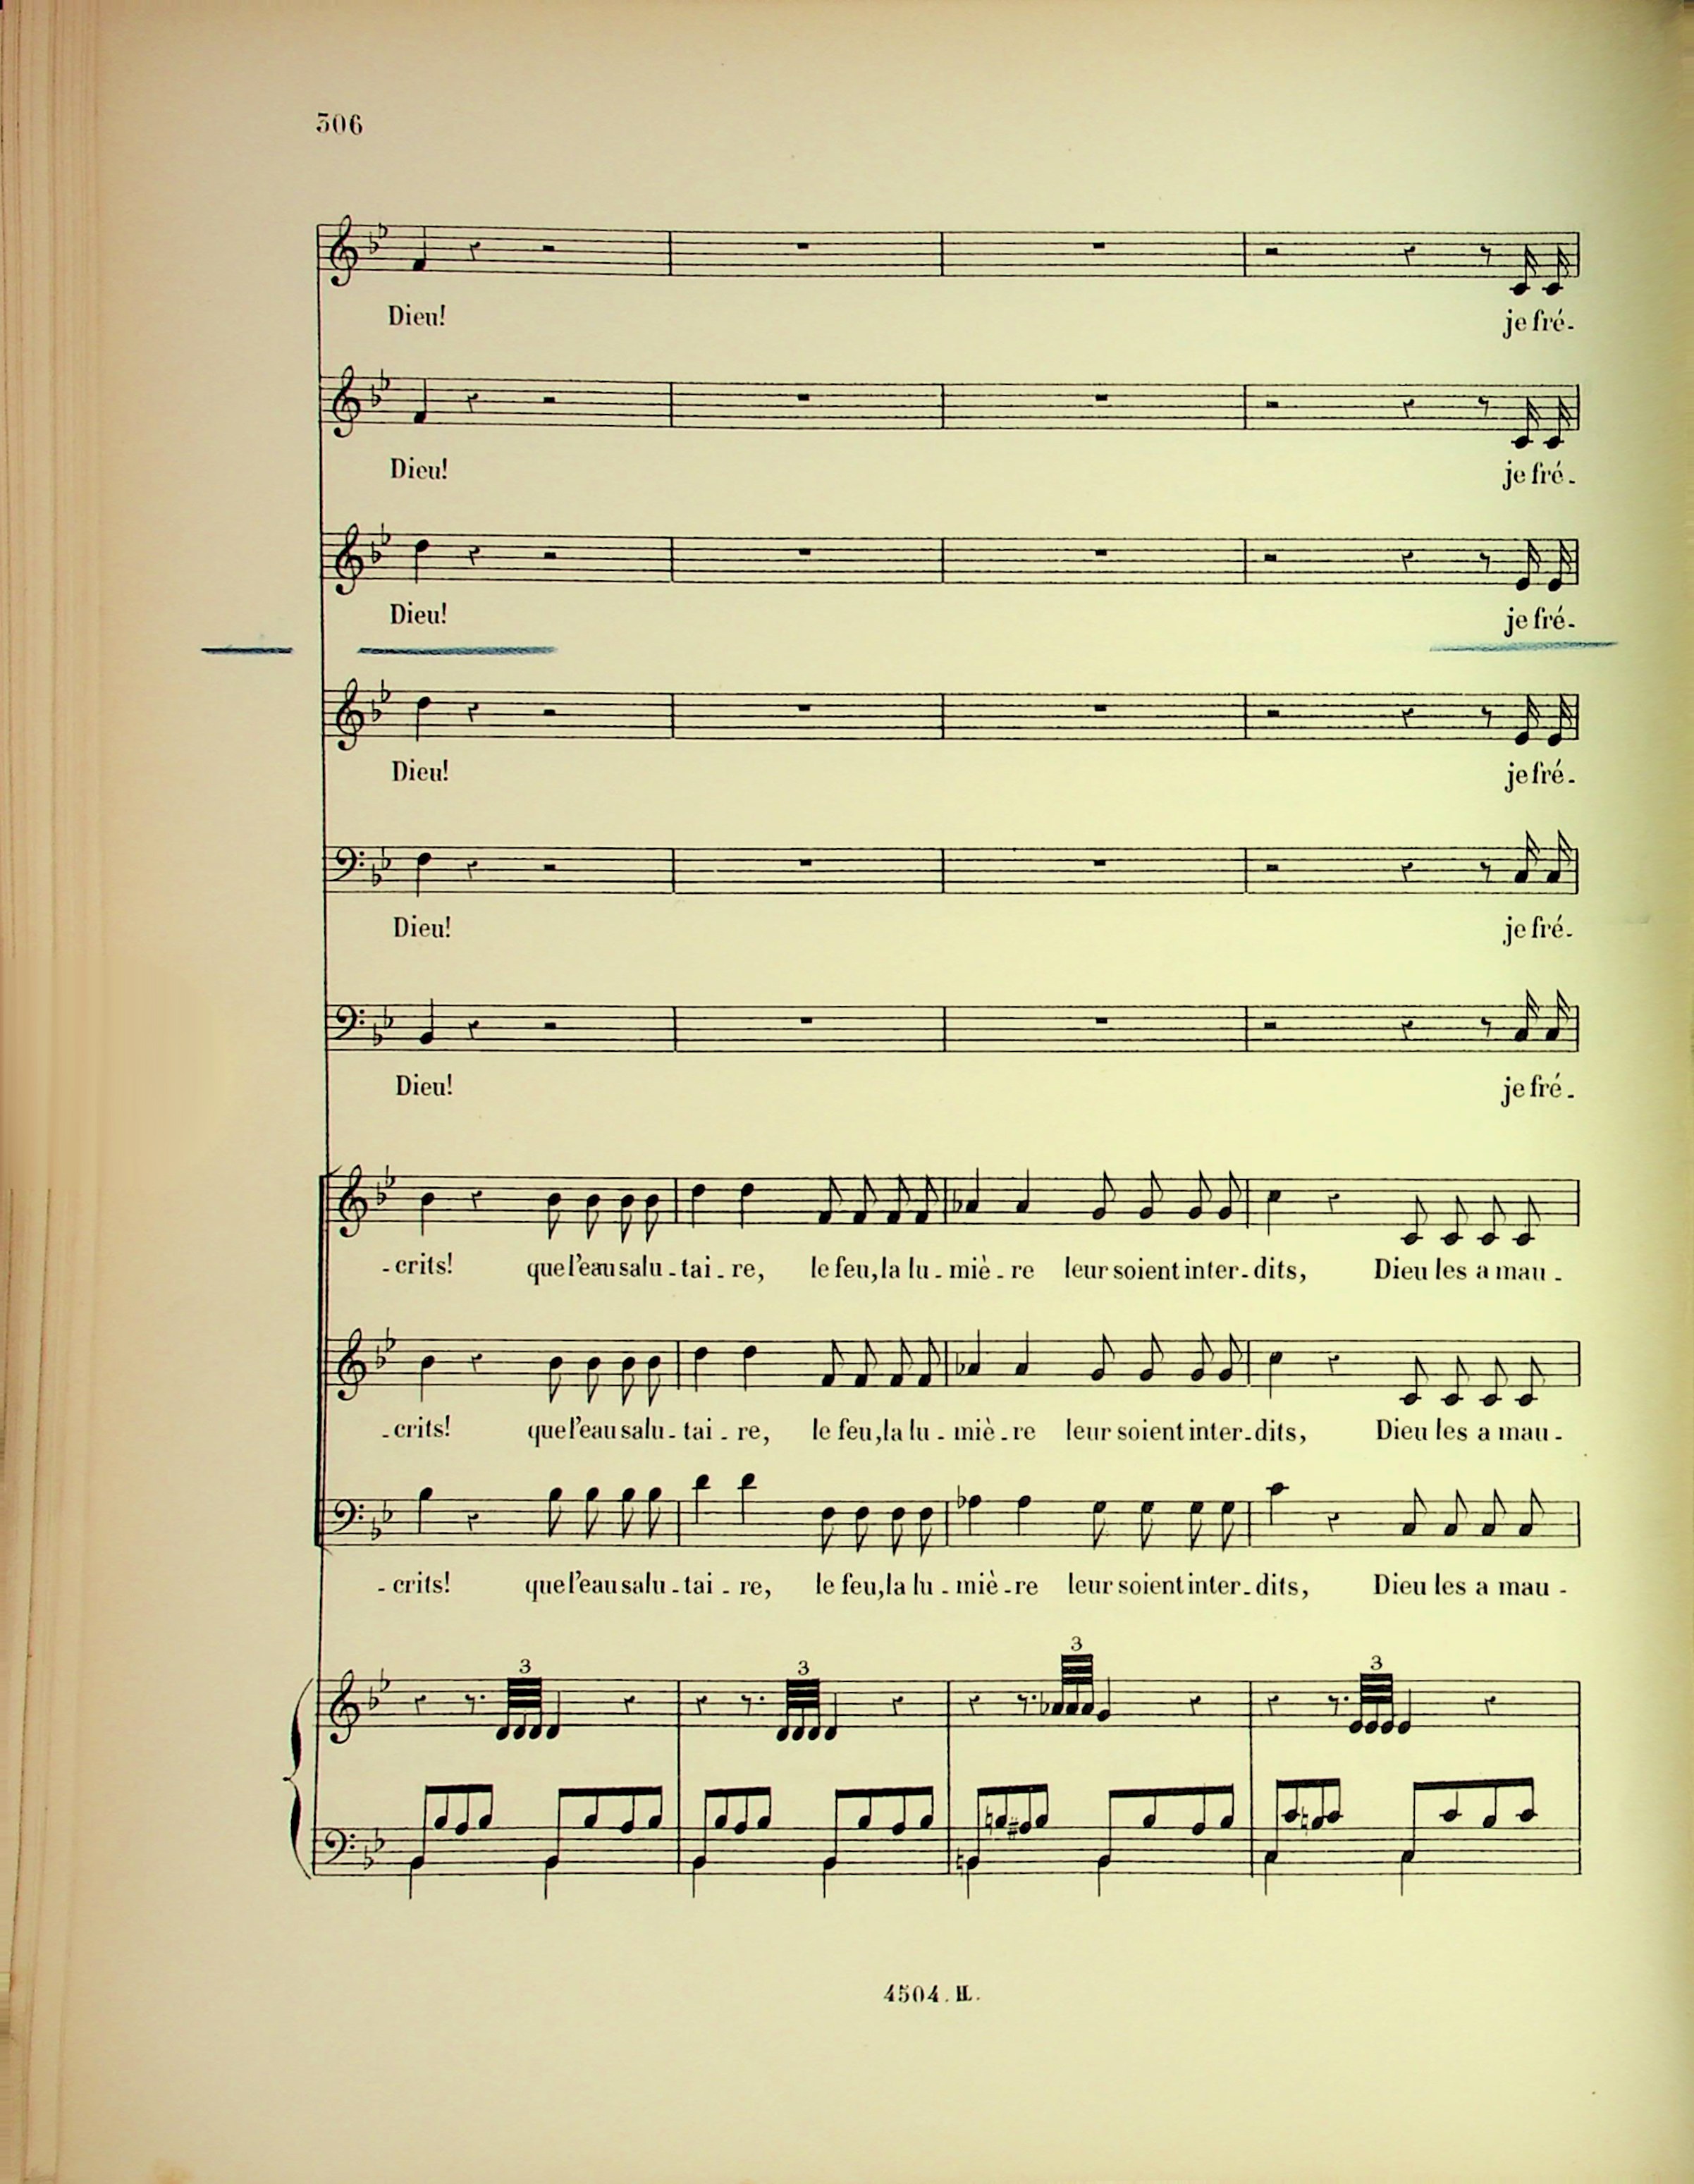 306
Dieu! je fré-
Dieu! je fré-
Dieu! je fré-
Dieu! je fré-
Dieu! je fré-
Dieu! je fré-
-crits! que l'eau salu-tai-re, le feu, la lu-miè-re leur soient inter-dits, Dieu les a mau-
-crits! que l'eau salu-tai-re, le feu, la lu-miè-re leur soient inter-dits, Dieu les a mau-
-crits! que l'eau salu-tai-re, le feu, la lu-miè-re leur soient inter-dits, Dieu les a mau-
3 3 3 3
4504. H.